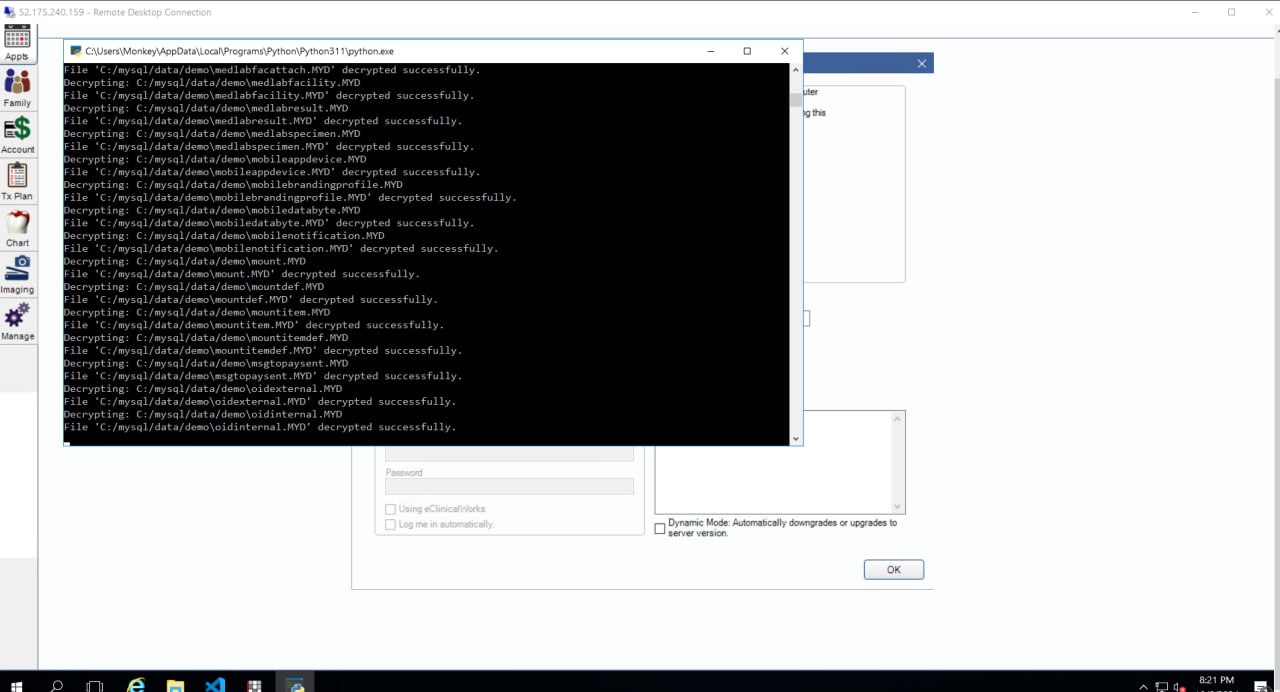 52.175.240.159 - Remote Desktop Connection
Appts
Family
Account
Tx Plan
Chart
Imaging
Manage
C:\Users\Monkey\AppData\Local\Programs\Python\Python311\python.exe
File 'C:/mysql/data/demo\medlabfacattach.MYD' decrypted successfully.
Decrypting: C:/mysql/data/demo\medlabfacility.MYD
File 'C:/mysql/data/demo\medlabfacility.MYD' decrypted successfully.
Decrypting: C:/mysql/data/demo\medlabresult.MYD
File 'C:/mysql/data/demo\medlabresult.MYD' decrypted successfully.
Decrypting: C:/mysql/data/demo\medlabspecimen.MYD
File 'C:/mysql/data/demo\medlabspecimen.MYD' decrypted successfully.
Decrypting: C:/mysql/data/demo\mobileappdevice.MYD
File 'C:/mysql/data/demo\mobileappdevice.MYD' decrypted successfully.
Decrypting: C:/mysql/data/demo\mobilebrandingprofile.MYD
File 'C:/mysql/data/demo\mobilebrandingprofile.MYD' decrypted successfully.
Decrypting: C:/mysql/data/demo\mobiledatabyte.MYD
File 'C:/mysql/data/demo\mobiledatabyte.MYD' decrypted successfully.
Decrypting: C:/mysql/data/demo\mobilenotification.MYD
File 'C:/mysql/data/demo\mobilenotification.MYD' decrypted successfully.
Decrypting: C:/mysql/data/demo\mount.MYD
File 'C:/mysql/data/demo\mount.MYD' decrypted successfully.
Decrypting: C:/mysql/data/demo\mountdef.MYD
File 'C:/mysql/data/demo\mountdef.MYD' decrypted successfully.
Decrypting: C:/mysql/data/demo\mountitem.MYD
File 'C:/mysql/data/demo\mountitem.MYD' decrypted successfully.
Decrypting: C:/mysql/data/demo\mountitemdef.MYD
File 'C:/mysql/data/demo\mountitemdef.MYD' decrypted successfully.
Decrypting: C:/mysql/data/demo\msgtopaysent.MYD
File 'C:/mysql/data/demo\msgtopaysent.MYD' decrypted successfully.
Decrypting: C:/mysql/data/demo\oidexternal.MYD
File 'C:/mysql/data/demo\oidexternal.MYD' decrypted successfully.
Decrypting: C:/mysql/data/demo\oidinternal.MYD
File 'C:/mysql/data/demo\oidinternal.MYD' decrypted successfully.
uter
ng this
Password
Using eClinicalWorks
Log me in automatically.
Dynamic Mode: Automatically downgrades or upgrades to
server version.
OK
8:21 PM